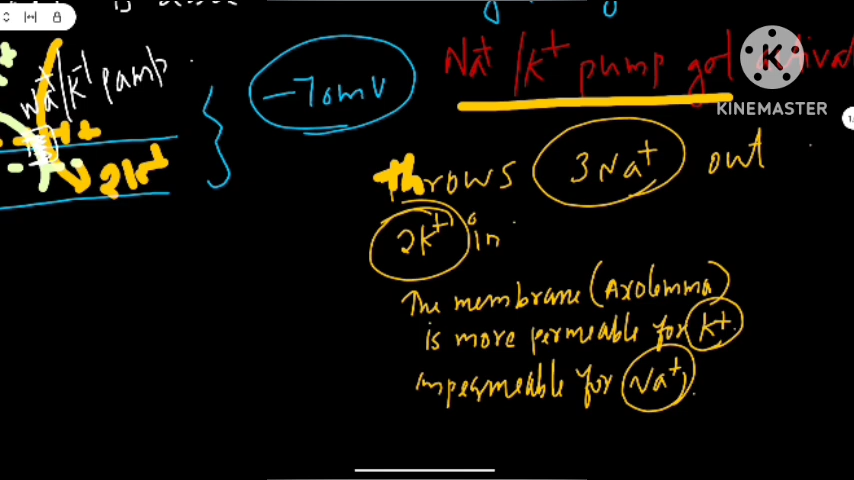 Na+/K+ pump
-70mV
Na+/K+ pump got
K
KINEMASTER
throws 3Na+ out
2K+ in
2K+
The membrane (Axolemma)
is more permeable for K+.
impermeable for Na+.